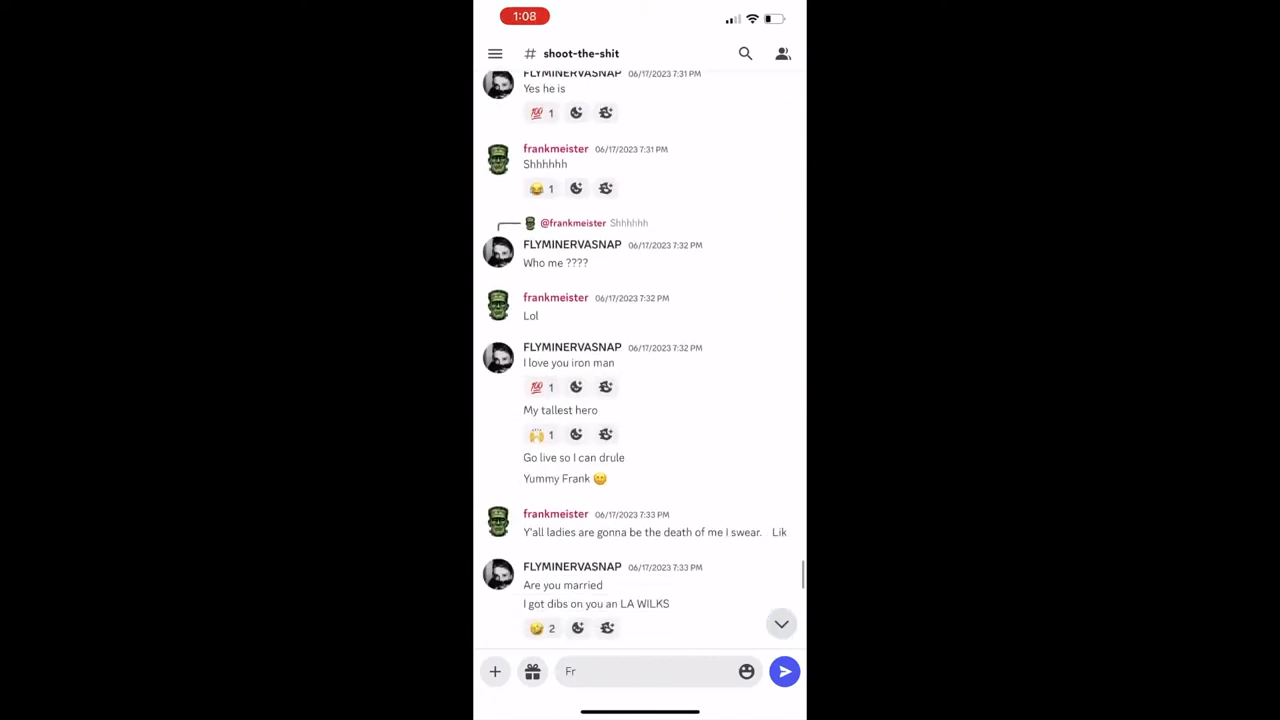 1:08
# shoot-the-shit
FLYMINERVASNAP 06/17/2023 7:31 PM
Yes he is
💯 1
frankmeister 06/17/2023 7:31 PM
Shhhhhh
😂 1
@frankmeister Shhhhhh
FLYMINERVASNAP 06/17/2023 7:32 PM
Who me ????
frankmeister 06/17/2023 7:32 PM
Lol
FLYMINERVASNAP 06/17/2023 7:32 PM
I love you iron man
💯 1
My tallest hero
🙌 1
Go live so I can drule
Yummy Frank 😀
frankmeister 06/17/2023 7:33 PM
Y'all ladies are gonna be the death of me I swear. Lik
FLYMINERVASNAP 06/17/2023 7:33 PM
Are you married
I got dibs on you an LA WILKS
🤣 2
Fr